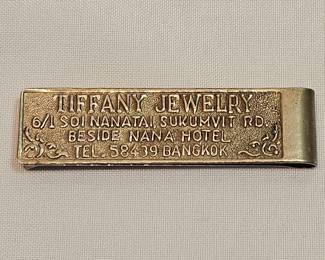 TIFFANY JEWELRY
6/1 SOI NANATAI, SUKUMVIT RD.
BESIDE NANA HOTEL
TEL. 58439 BANGKOK